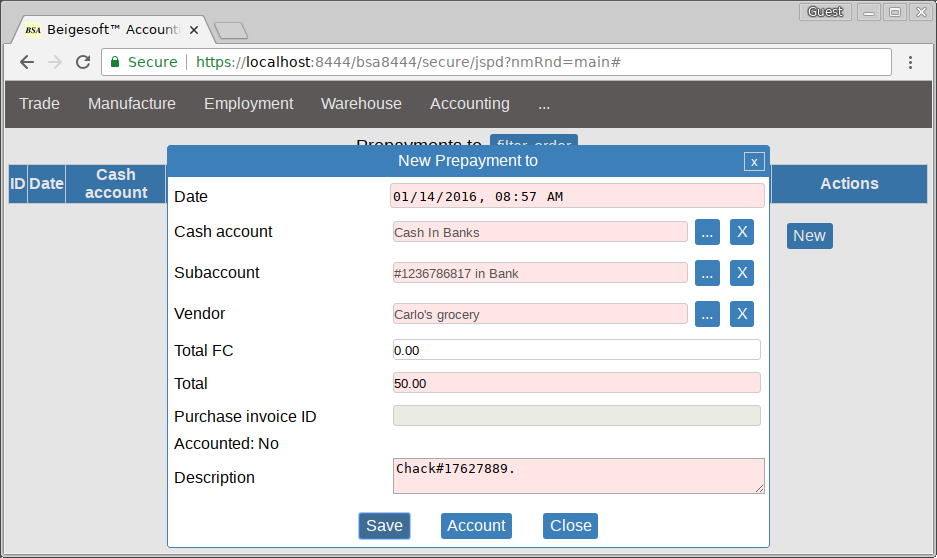 Guest
BSA Beigesoft™ Account
Secure https://localhost:8444/bsa8444/secure/jspd?nmRnd=main#
Trade Manufacture Employment Warehouse Accounting ...
Prepayments to filter, order
ID Date Cash account Actions
New
New Prepayment to x
Date 01/14/2016, 08:57 AM
Cash account Cash In Banks ... X
Subaccount #1236786817 in Bank ... X
Vendor Carlo's grocery ... X
Total FC 0.00
Total 50.00
Purchase invoice ID
Accounted: No
Description Chack#17627889.
Save Account Close